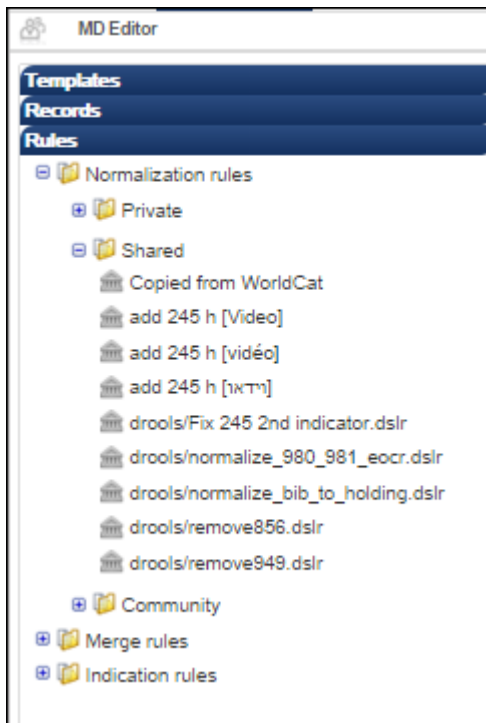 MD Editor
Templates
Records
Rules
Normalization rules
Private
Shared
Copied from WorldCat
add 245 h [Video]
add 245 h [vidéo]
add 245 h [וידאו]
drools/Fix 245 2nd indicator.dslr
drools/normalize_980_981_eocr.dslr
drools/normalize_bib_to_holding.dslr
drools/remove856.dslr
drools/remove949.dslr
Community
Merge rules
Indication rules